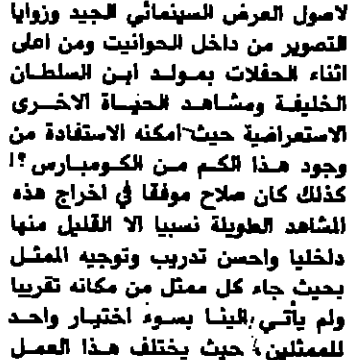 لاصول العرض السينمائي الجيد وزوايا
التصوير من داخل الحوانيت ومن اعلى
اثناء الحفلات بمولد ابن السلطان
الخليفة ومشاهد الحياة الاخرى
الاستعراضية حيث امكنه الاستفادة من
وجود هذا الكم من الكومبارس ؟!
كذلك كان صلاح موفقا في اخراج هذه
المشاهد الطويلة نسبيا الا القليل منها
داخليا واحسن تدريب وتوجيه الممثل
بحيث جاء كل ممثل من مكانه تقريبا
ولم يأتي الينا بسوء اختيار واحد
للممثلين ، حيث يختلف هذا العمل